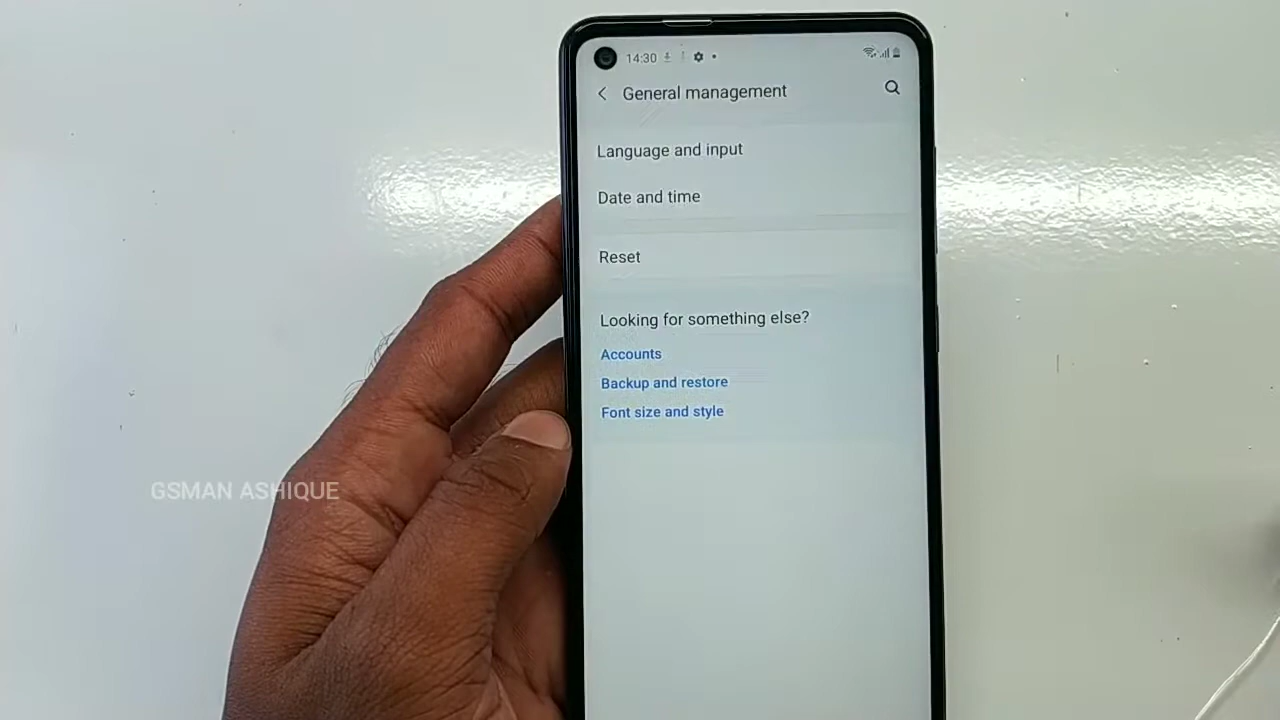 14:30
General management
Language and input
Date and time
Reset
Looking for something else?
Accounts
Backup and restore
Font size and style
GSMAN ASHIQUE